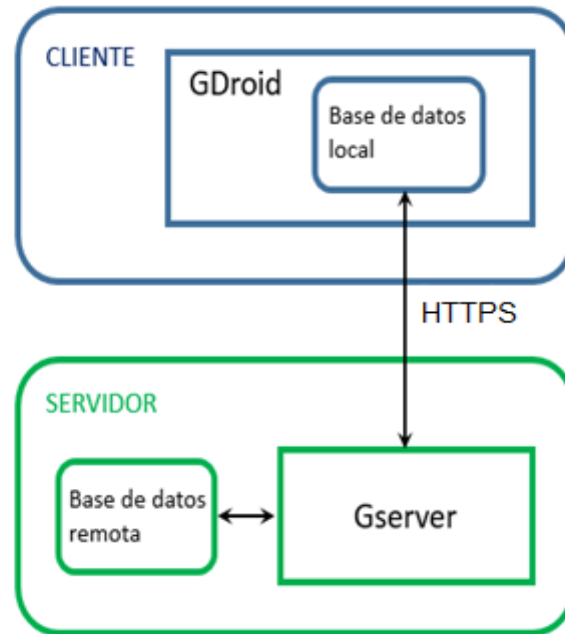 CLIENTE
GDroid
Base de datos
local
HTTPS
SERVIDOR
Base de datos
remota
Gserver